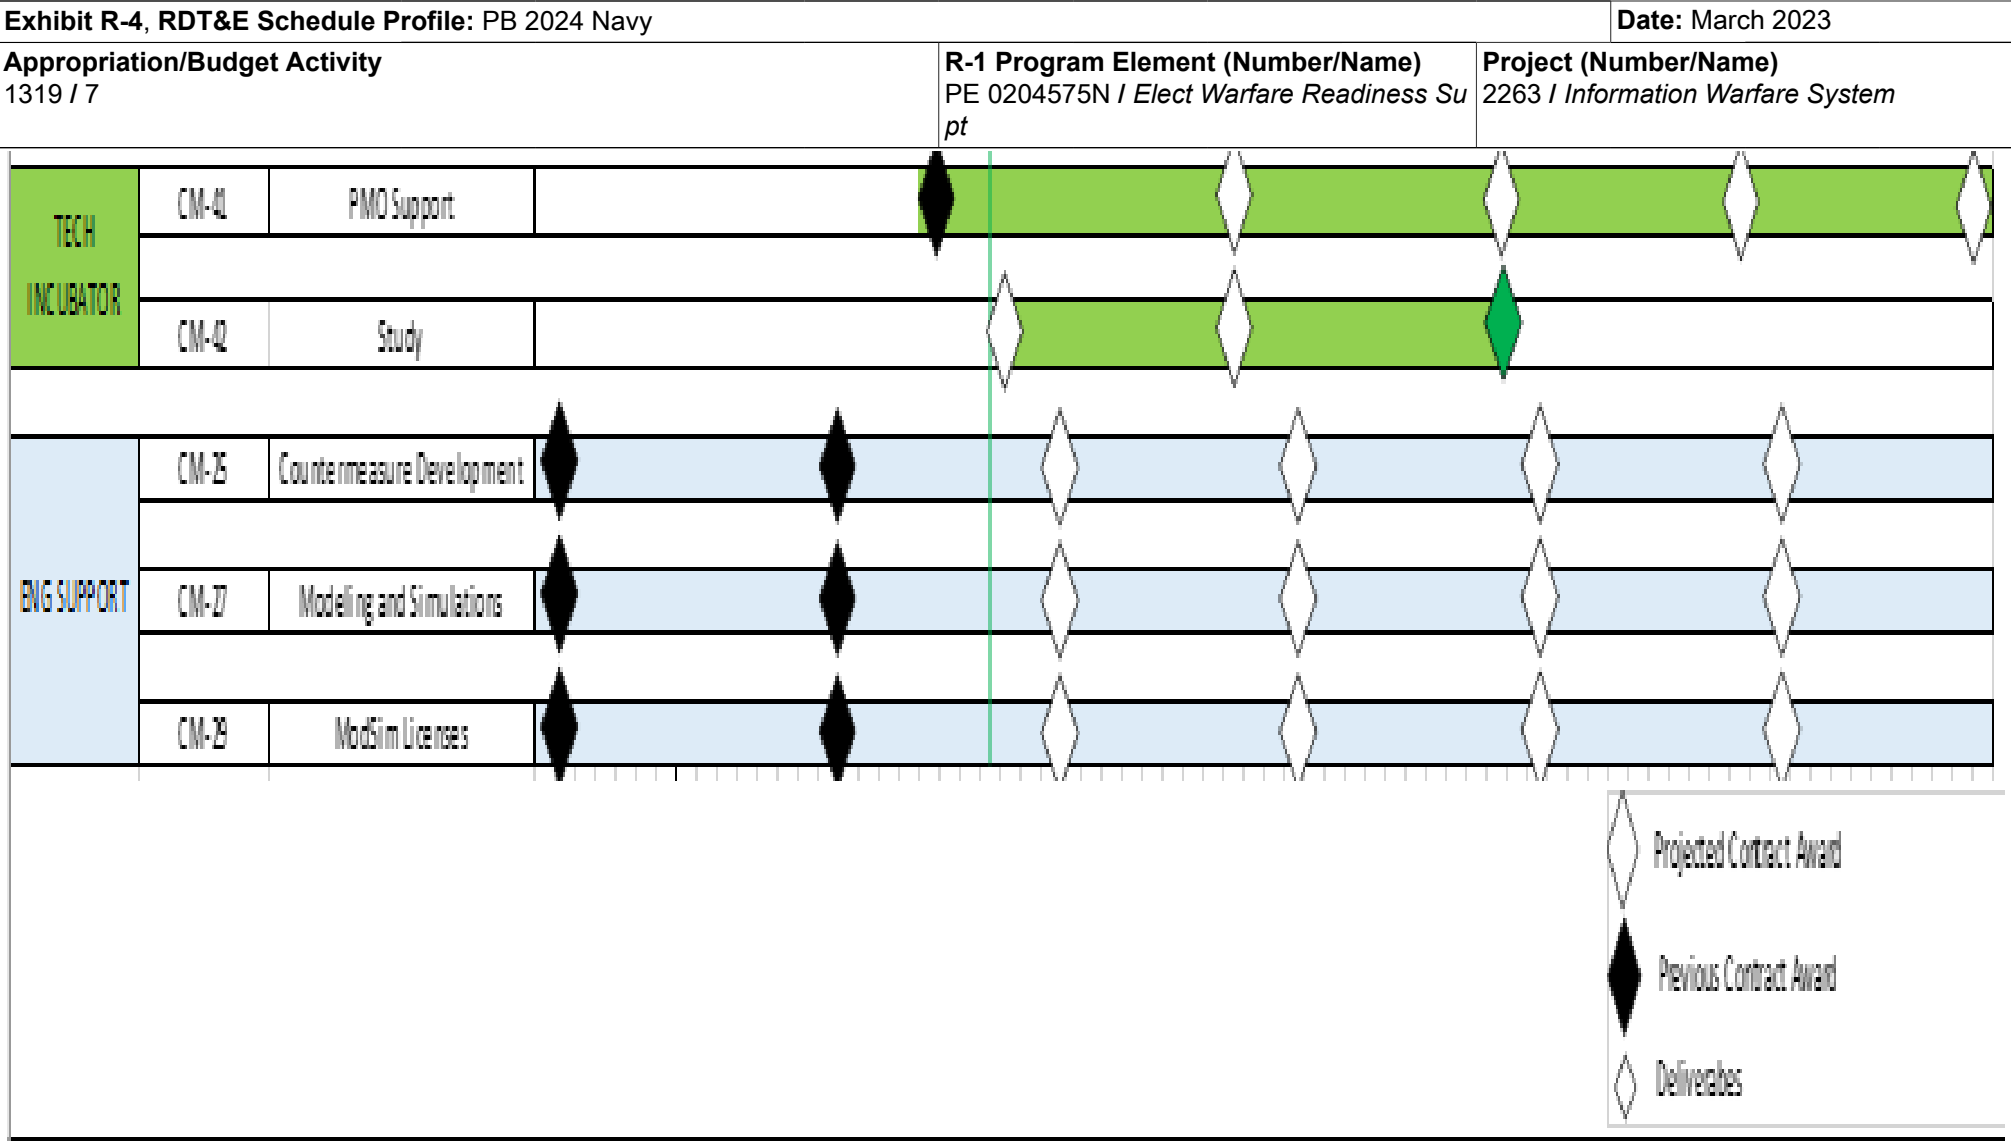 Exhibit R-4, RDT&E Schedule Profile: PB 2024 Navy
Date: March 2023
Appropriation/Budget Activity
1319 / 7
R-1 Program Element (Number/Name)
PE 0204575N / Elect Warfare Readiness Su
pt
Project (Number/Name)
2263 / Information Warfare System
TECH
INCUBATOR
CM-41
PMO Support
CM-42
Study
ENG SUPPORT
CM-25
Countermeasure Development
CM-27
Modeling and Simulations
CM-29
ModSim Licenses
Projected Contract Award
Previous Contract Award
Deliverabes